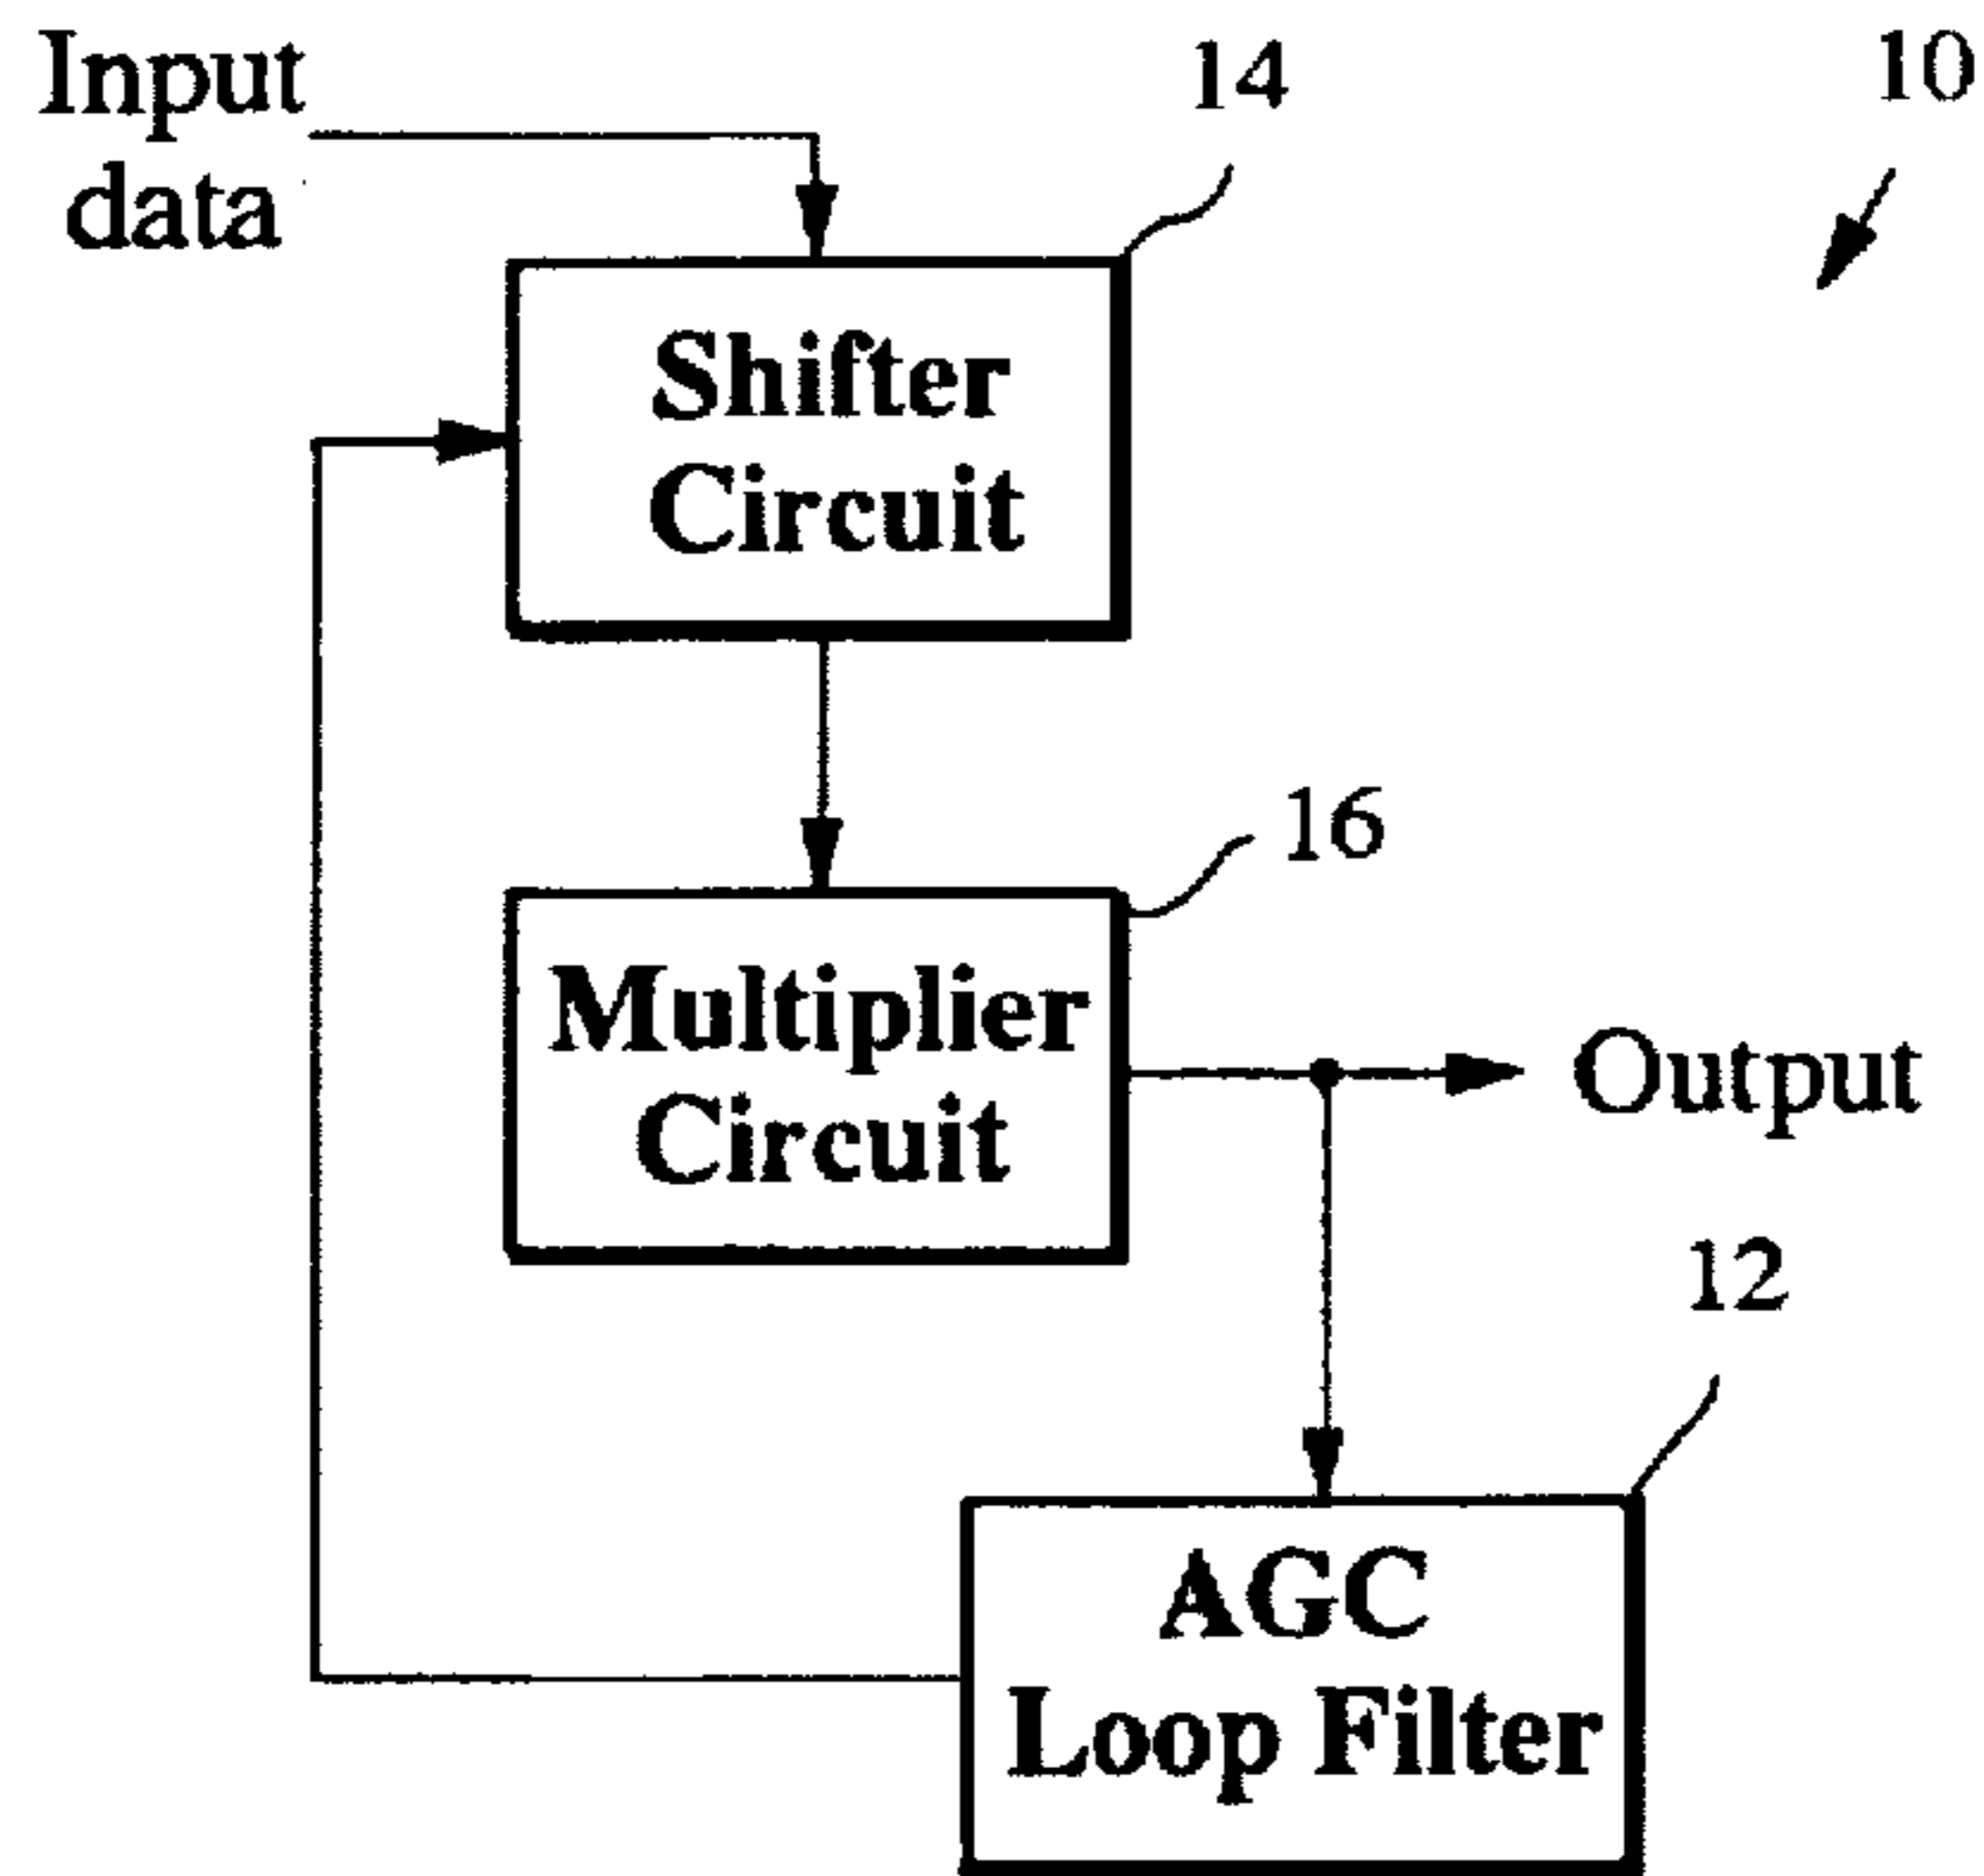 Input
data
14
10
Shifter
Circuit
16
Multiplier
Circuit
Output
12
AGC
Loop Filter